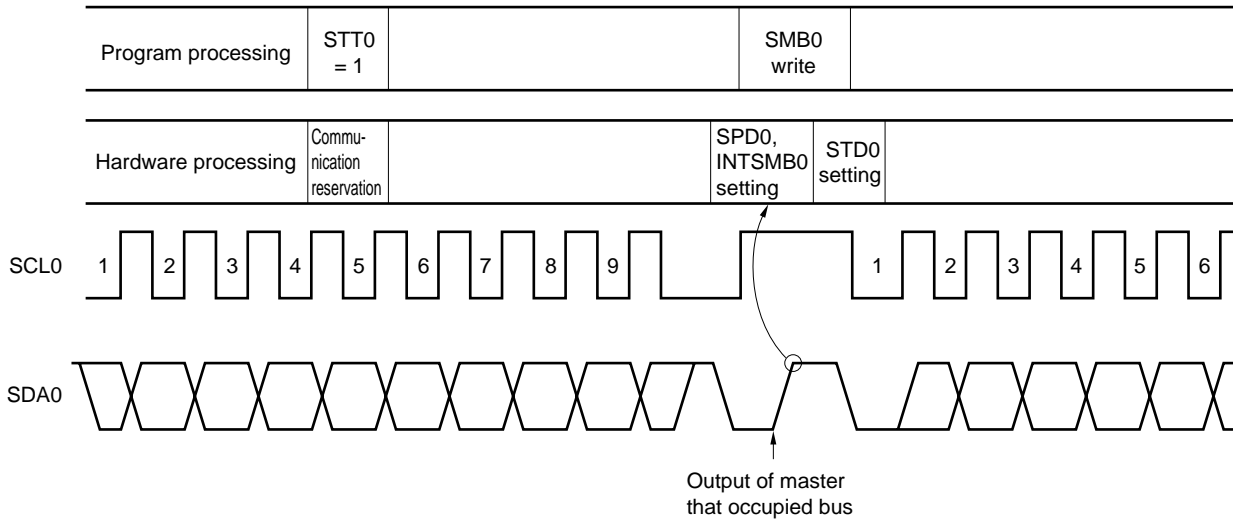 Program processing
STT0
= 1
SMB0
write
Hardware processing
Commu-
nication
reservation
SPD0,
INTSMB0
setting
STD0
setting
SCL0 1 2 3 4 5 6 7 8 9 1 2 3 4 5 6
SDA0
Output of master
that occupied bus